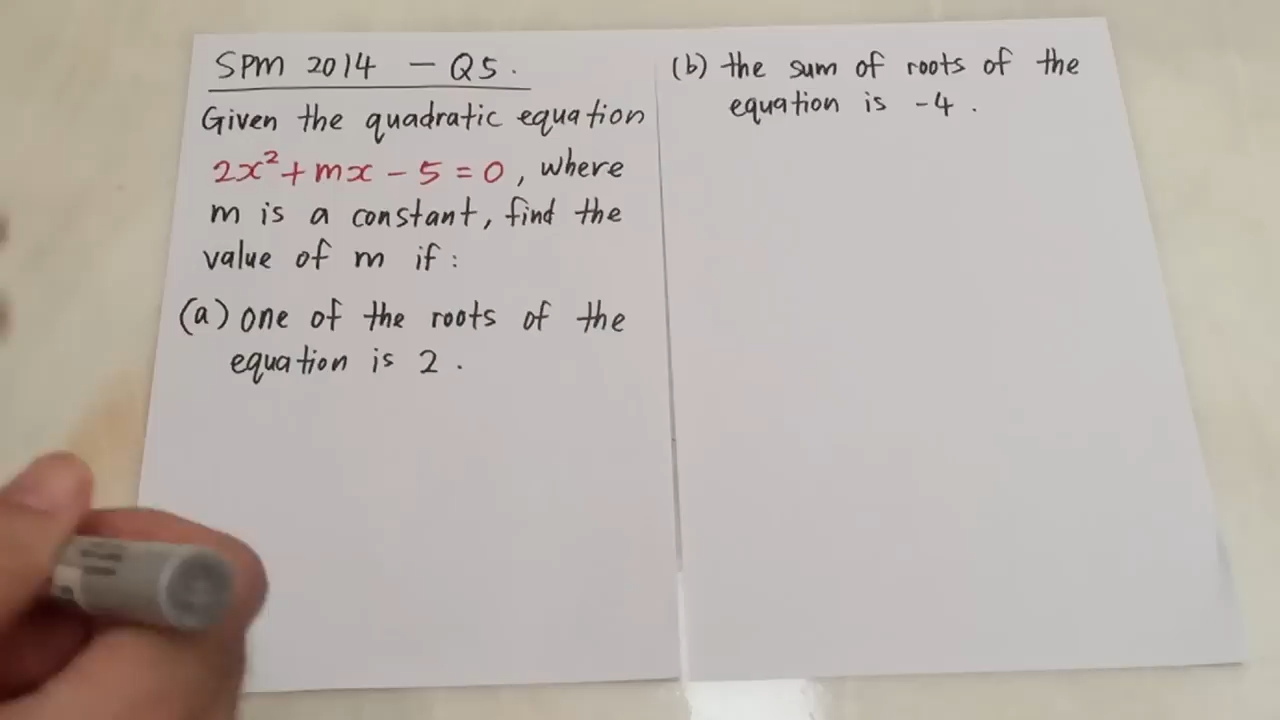 SPM 2014 – Q5.
Given the quadratic equation
2x² + mx - 5 = 0, where
m is a constant, find the
value of m if:
(a) one of the roots of the
equation is 2.
(b) the sum of roots of the
equation is -4.